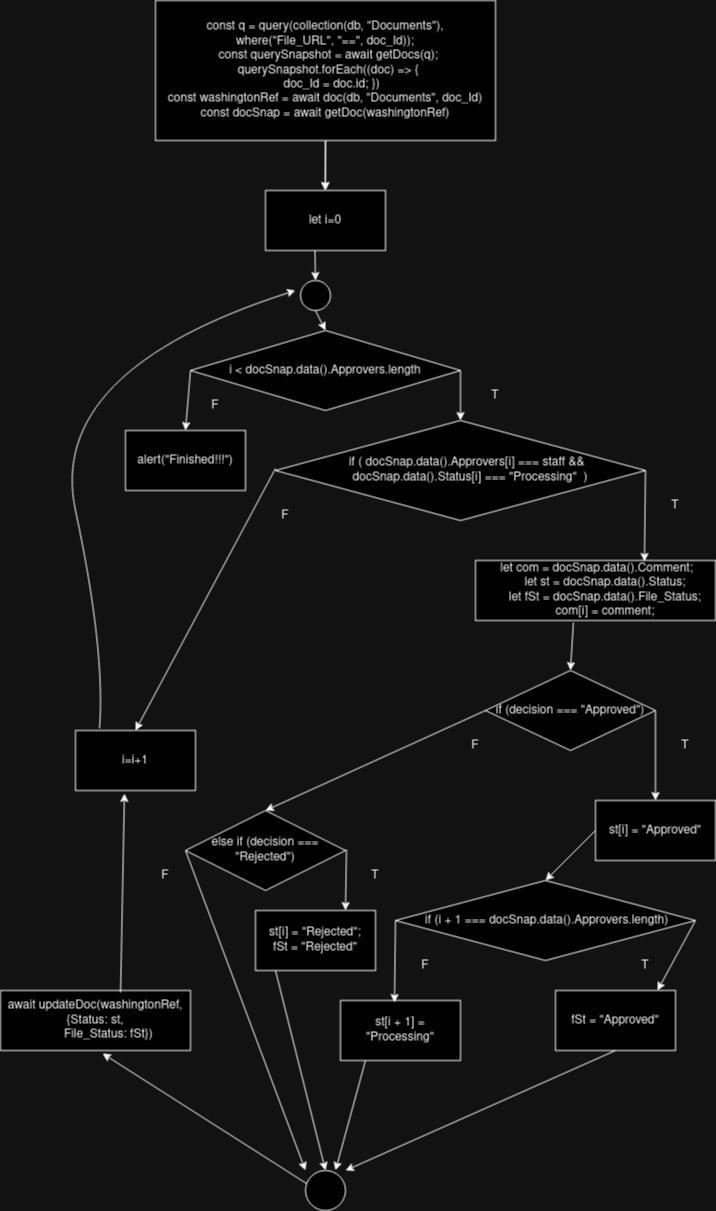 const q = query(collection(db, "Documents"),
where("File_URL", "==", doc_Id));
const querySnapshot = await getDocs(q);
querySnapshot.forEach((doc) => {
doc_Id = doc.id; })
const washingtonRef = await doc(db, "Documents", doc_Id)
const docSnap = await getDoc(washingtonRef)
let i=0
i < docSnap.data().Approvers.length
F
T
alert("Finished!!!")
if ( docSnap.data().Approvers[i] === staff &&
docSnap.data().Status[i] === "Processing" )
F
T
let com = docSnap.data().Comment;
let st = docSnap.data().Status;
let fSt = docSnap.data().File_Status;
com[i] = comment;
if (decision === "Approved")
F
T
i=i+1
st[i] = "Approved"
else if (decision ===
"Rejected")
F
T
if (i + 1 === docSnap.data().Approvers.length)
F
T
st[i] = "Rejected";
fSt = "Rejected"
await updateDoc(washingtonRef,
{Status: st,
File_Status: fSt})
st[i + 1] =
"Processing"
fSt = "Approved"